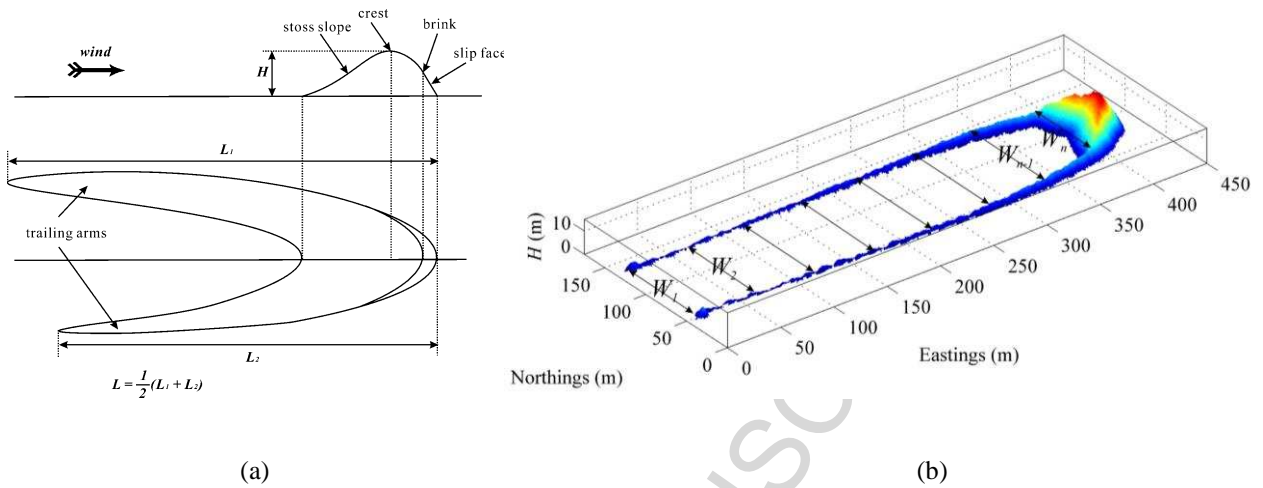 crest
stoss slope
brink
slip face
wind
H
L₁
trailing arms
L₂
L = 1/2 (L₁ + L₂)
(a)
Wₙ
Wₙ₋₁
W₂
W₁
H (m)
10
0
150
100
50
0
0
50
100
150
200
250
300
350
400
450
Northings (m)
Eastings (m)
(b)